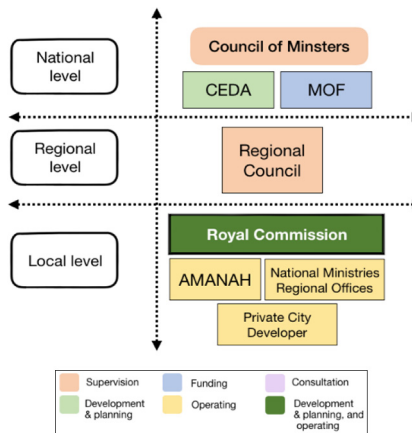 Council of Minsters
National
level
CEDA
MOF
Regional
level
Regional
Council
Royal Commission
Local level
AMANAH
National Ministries
Regional Offices
Private City
Developer
Supervision
Funding
Consultation
Development
& planning
Operating
Development
& planning, and
operating